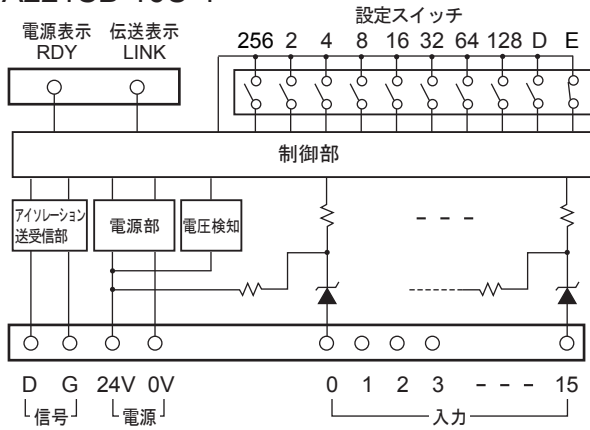 設定スイッチ
電源表示 伝送表示
RDY LINK
256 2 4 8 16 32 64 128 D E
制御部
アイソレーション
送受信部
電源部
電圧検知
D G 24V 0V 0 1 2 3 - - - 15
信号 電源 入力